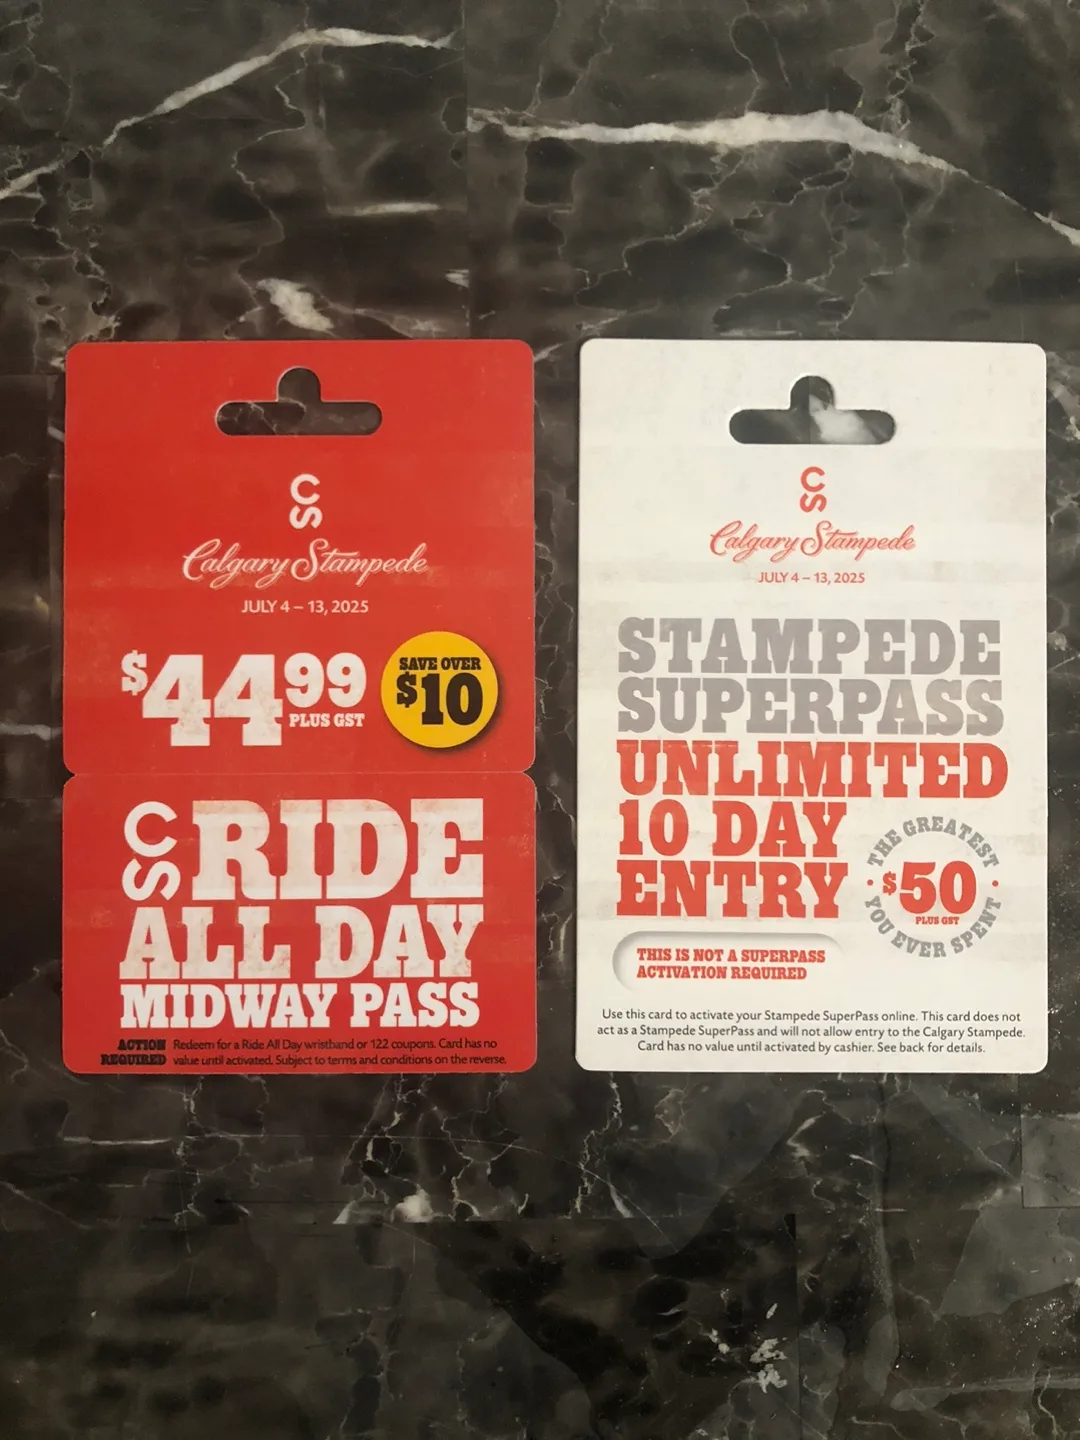 CS
Calgary Stampede
JULY 4 – 13, 2025
$44.99
PLUS GST
SAVE OVER
$10
CS RIDE
ALL DAY
MIDWAY PASS
ACTION REQUIRED
Redeem for a Ride All Day wristband or 122 coupons. Card has no
value until activated. Subject to terms and conditions on the reverse.
CS
Calgary Stampede
JULY 4 – 13, 2025
STAMPEDE
SUPERPASS
UNLIMITED
10 DAY
ENTRY
THE GREATEST
$50
PLUS GST
YOU EVER SPENT
THIS IS NOT A SUPERPASS
ACTIVATION REQUIRED
Use this card to activate your Stampede SuperPass online. This card does not
act as a Stampede SuperPass and will not allow entry to the Calgary Stampede.
Card has no value until activated by cashier. See back for details.